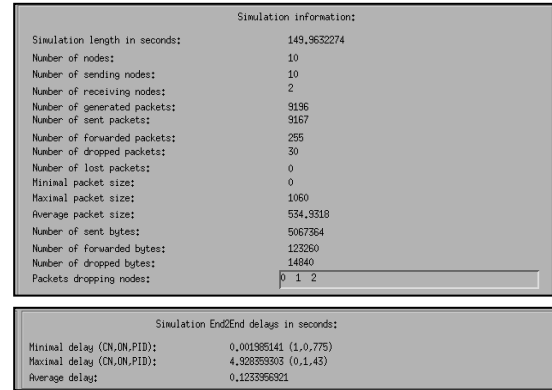 Simulation information:
Simulation length in seconds: 149.9632274
Number of nodes: 10
Number of sending nodes: 10
Number of receiving nodes: 2
Number of generated packets: 9196
Number of sent packets: 9167
Number of forwarded packets: 255
Number of dropped packets: 30
Number of lost packets: 0
Minimal packet size: 0
Maximal packet size: 1060
Average packet size: 534.9318
Number of sent bytes: 5067364
Number of forwarded bytes: 123260
Number of dropped bytes: 14840
Packets dropping nodes: 0 1 2
Simulation End2End delays in seconds:
Minimal delay (CN,ON,PID): 0.001985141 (1,0,775)
Maximal delay (CN,ON,PID): 4.928359303 (0,1,43)
Average delay: 0.1233956921